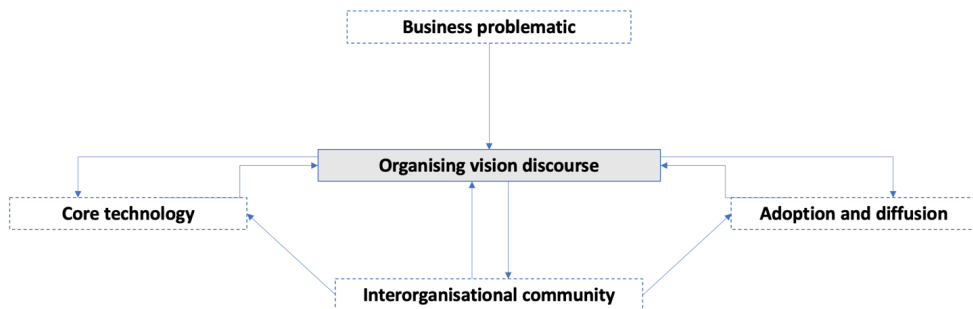 Business problematic
Organising vision discourse
Core technology
Adoption and diffusion
Interorganisational community